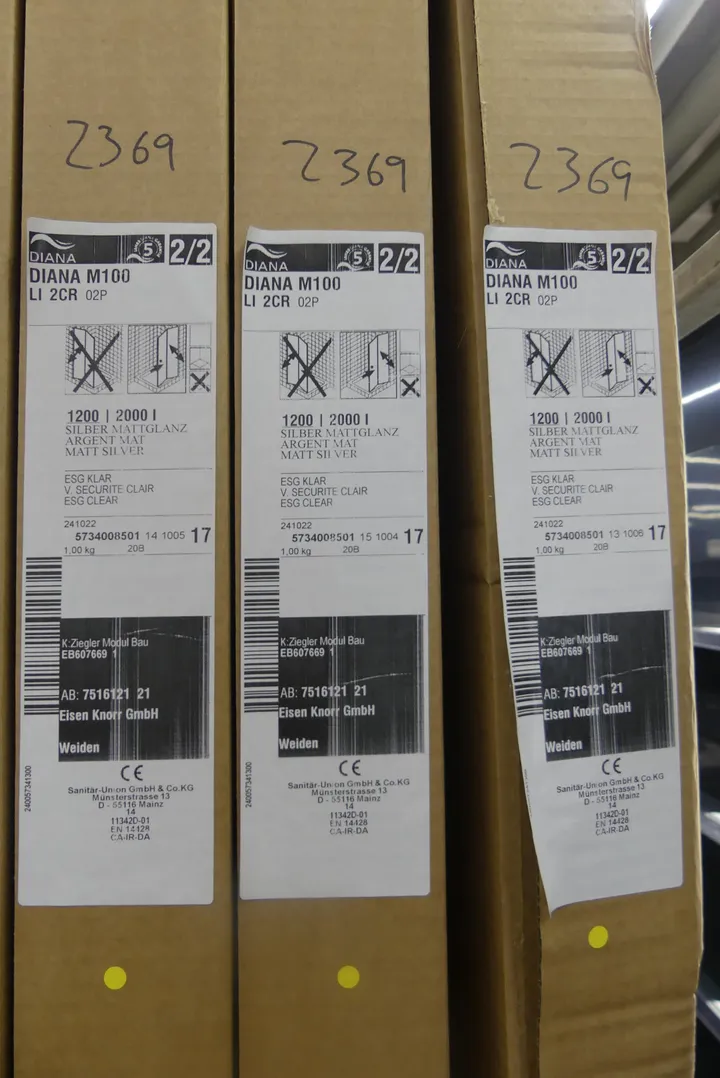 2369
DIANA
5
2/2
DIANA M100
LI 2CR 02P
1200 | 2000 I
SILBER MATTGLANZ
ARGENT MAT
MATT SILVER
ESG KLAR
V. SECURITE CLAIR
ESG CLEAR
241022
5734008501 14 1005 17
1,00 kg 20B
K:Ziegler Modul Bau
EB607669 1
AB: 7516121 21
Eisen Knorr GmbH
Weiden
240057341300
CE
Sanitär-Union GmbH & Co.KG
Münsterstrasse 13
D - 55116 Mainz
14
11342D-01
EN 14428
CA-IR-DA
2369
DIANA
5
2/2
DIANA M100
LI 2CR 02P
1200 | 2000 I
SILBER MATTGLANZ
ARGENT MAT
MATT SILVER
ESG KLAR
V. SECURITE CLAIR
ESG CLEAR
241022
5734008501 15 1004 17
1,00 kg 20B
K:Ziegler Modul Bau
EB607669 1
AB: 7516121 21
Eisen Knorr GmbH
Weiden
240057341300
CE
Sanitär-Union GmbH & Co.KG
Münsterstrasse 13
D - 55116 Mainz
14
11342D-01
EN 14428
CA-IR-DA
2369
DIANA
5
2/2
DIANA M100
LI 2CR 02P
1200 | 2000 I
SILBER MATTGLANZ
ARGENT MAT
MATT SILVER
ESG KLAR
V. SECURITE CLAIR
ESG CLEAR
241022
5734008501 13 1006 17
1,00 kg 20B
K:Ziegler Modul Bau
EB607669 1
AB: 7516121 21
Eisen Knorr GmbH
Weiden
CE
Sanitär-Union GmbH & Co.KG
Münsterstrasse 13
D - 55116 Mainz
14
11342D-01
EN 14428
CA-IR-DA